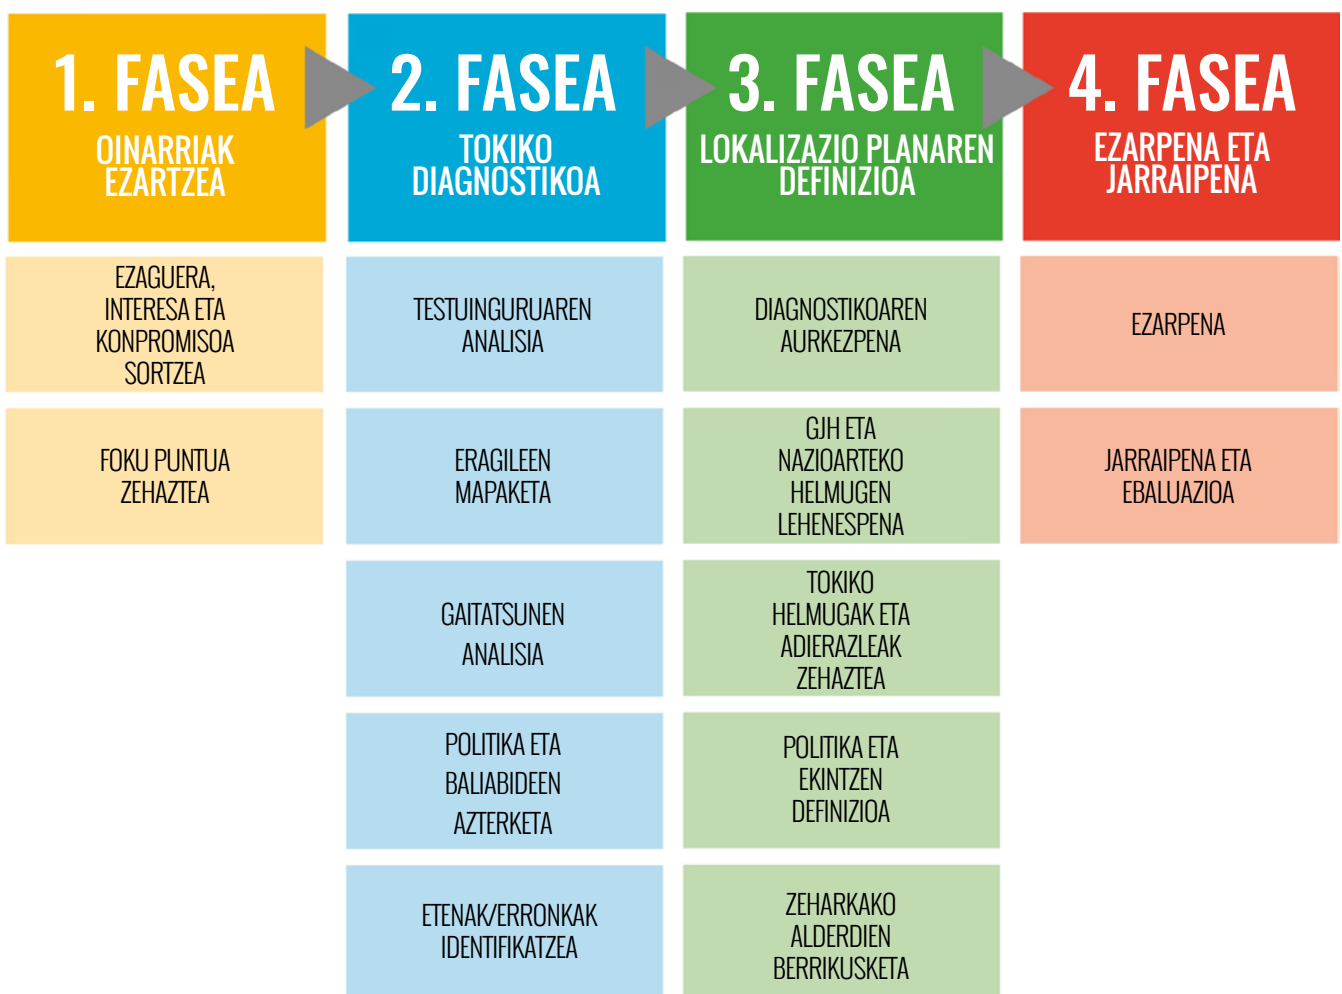 1. FASEA
OINARRIAK
EZARTZEA
EZAGUERA,
INTERESA ETA
KONPROMISOA
SORTZEA
FOKU PUNTUA
ZEHAZTEA
2. FASEA
TOKIKO
DIAGNOSTIKOA
TESTUINGURUAREN
ANALISIA
ERAGILEEN
MAPAKETA
GAITATSUNEN
ANALISIA
POLITIKA ETA
BALIABIDEEN
AZTERKETA
ETENAK/ERRONKAK
IDENTIFIKATZEA
3. FASEA
LOKALIZAZIO PLANAREN
DEFINIZIOA
DIAGNOSTIKOAREN
AURKEZPENA
GJH ETA
NAZIOARTEKO
HELMUGEN
LEHENESPENA
TOKIKO
HELMUGAK ETA
ADIERAZLEAK
ZEHAZTEA
POLITIKA ETA
EKINTZEN
DEFINIZIOA
ZEHARKAKO
ALDERDIEN
BERRIKUSKETA
4. FASEA
EZARPENA ETA
JARRAIPENA
EZARPENA
JARRAIPENA ETA
EBALUAZIOA